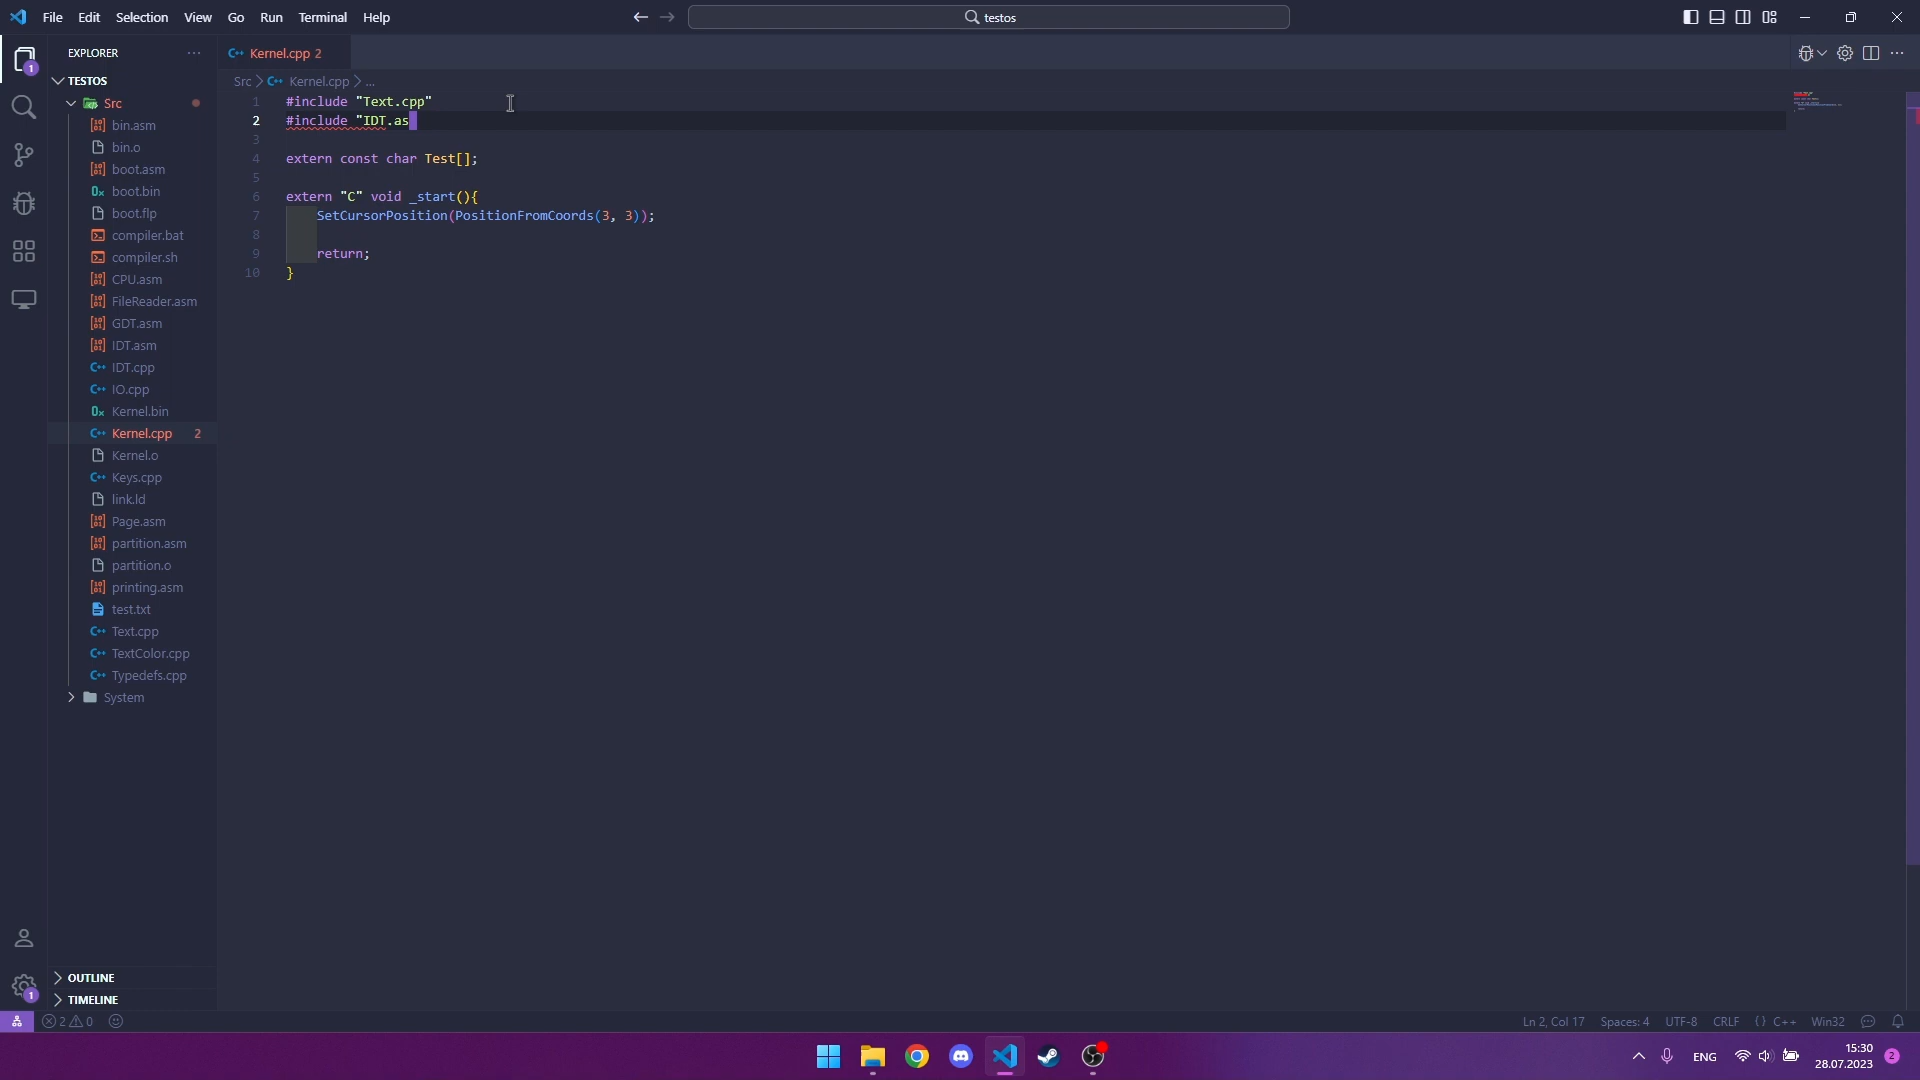 File Edit Selection View Go Run Terminal Help
testos
EXPLORER
Kernel.cpp 2
TESTOS
Src > Kernel.cpp > ...
Src
bin.asm
bin.o
boot.asm
boot.bin
boot.flp
compiler.bat
compiler.sh
CPU.asm
FileReader.asm
GDT.asm
IDT.asm
IDT.cpp
IO.cpp
Kernel.bin
Kernel.cpp 2
Kernel.o
Keys.cpp
link.ld
Page.asm
partition.asm
partition.o
printing.asm
test.txt
Text.cpp
TextColor.cpp
Typedefs.cpp
System
1 #include "Text.cpp"
2 #include "IDT.as
3
4 extern const char Test[];
5
6 extern "C" void _start(){
7 SetCursorPosition(PositionFromCoords(3, 3));
8
9 return;
10 }
1
1
OUTLINE
TIMELINE
2 0
Ln 2, Col 17 Spaces: 4 UTF-8 CRLF {} C++ Win32
ENG
15:30
28.07.2023
2